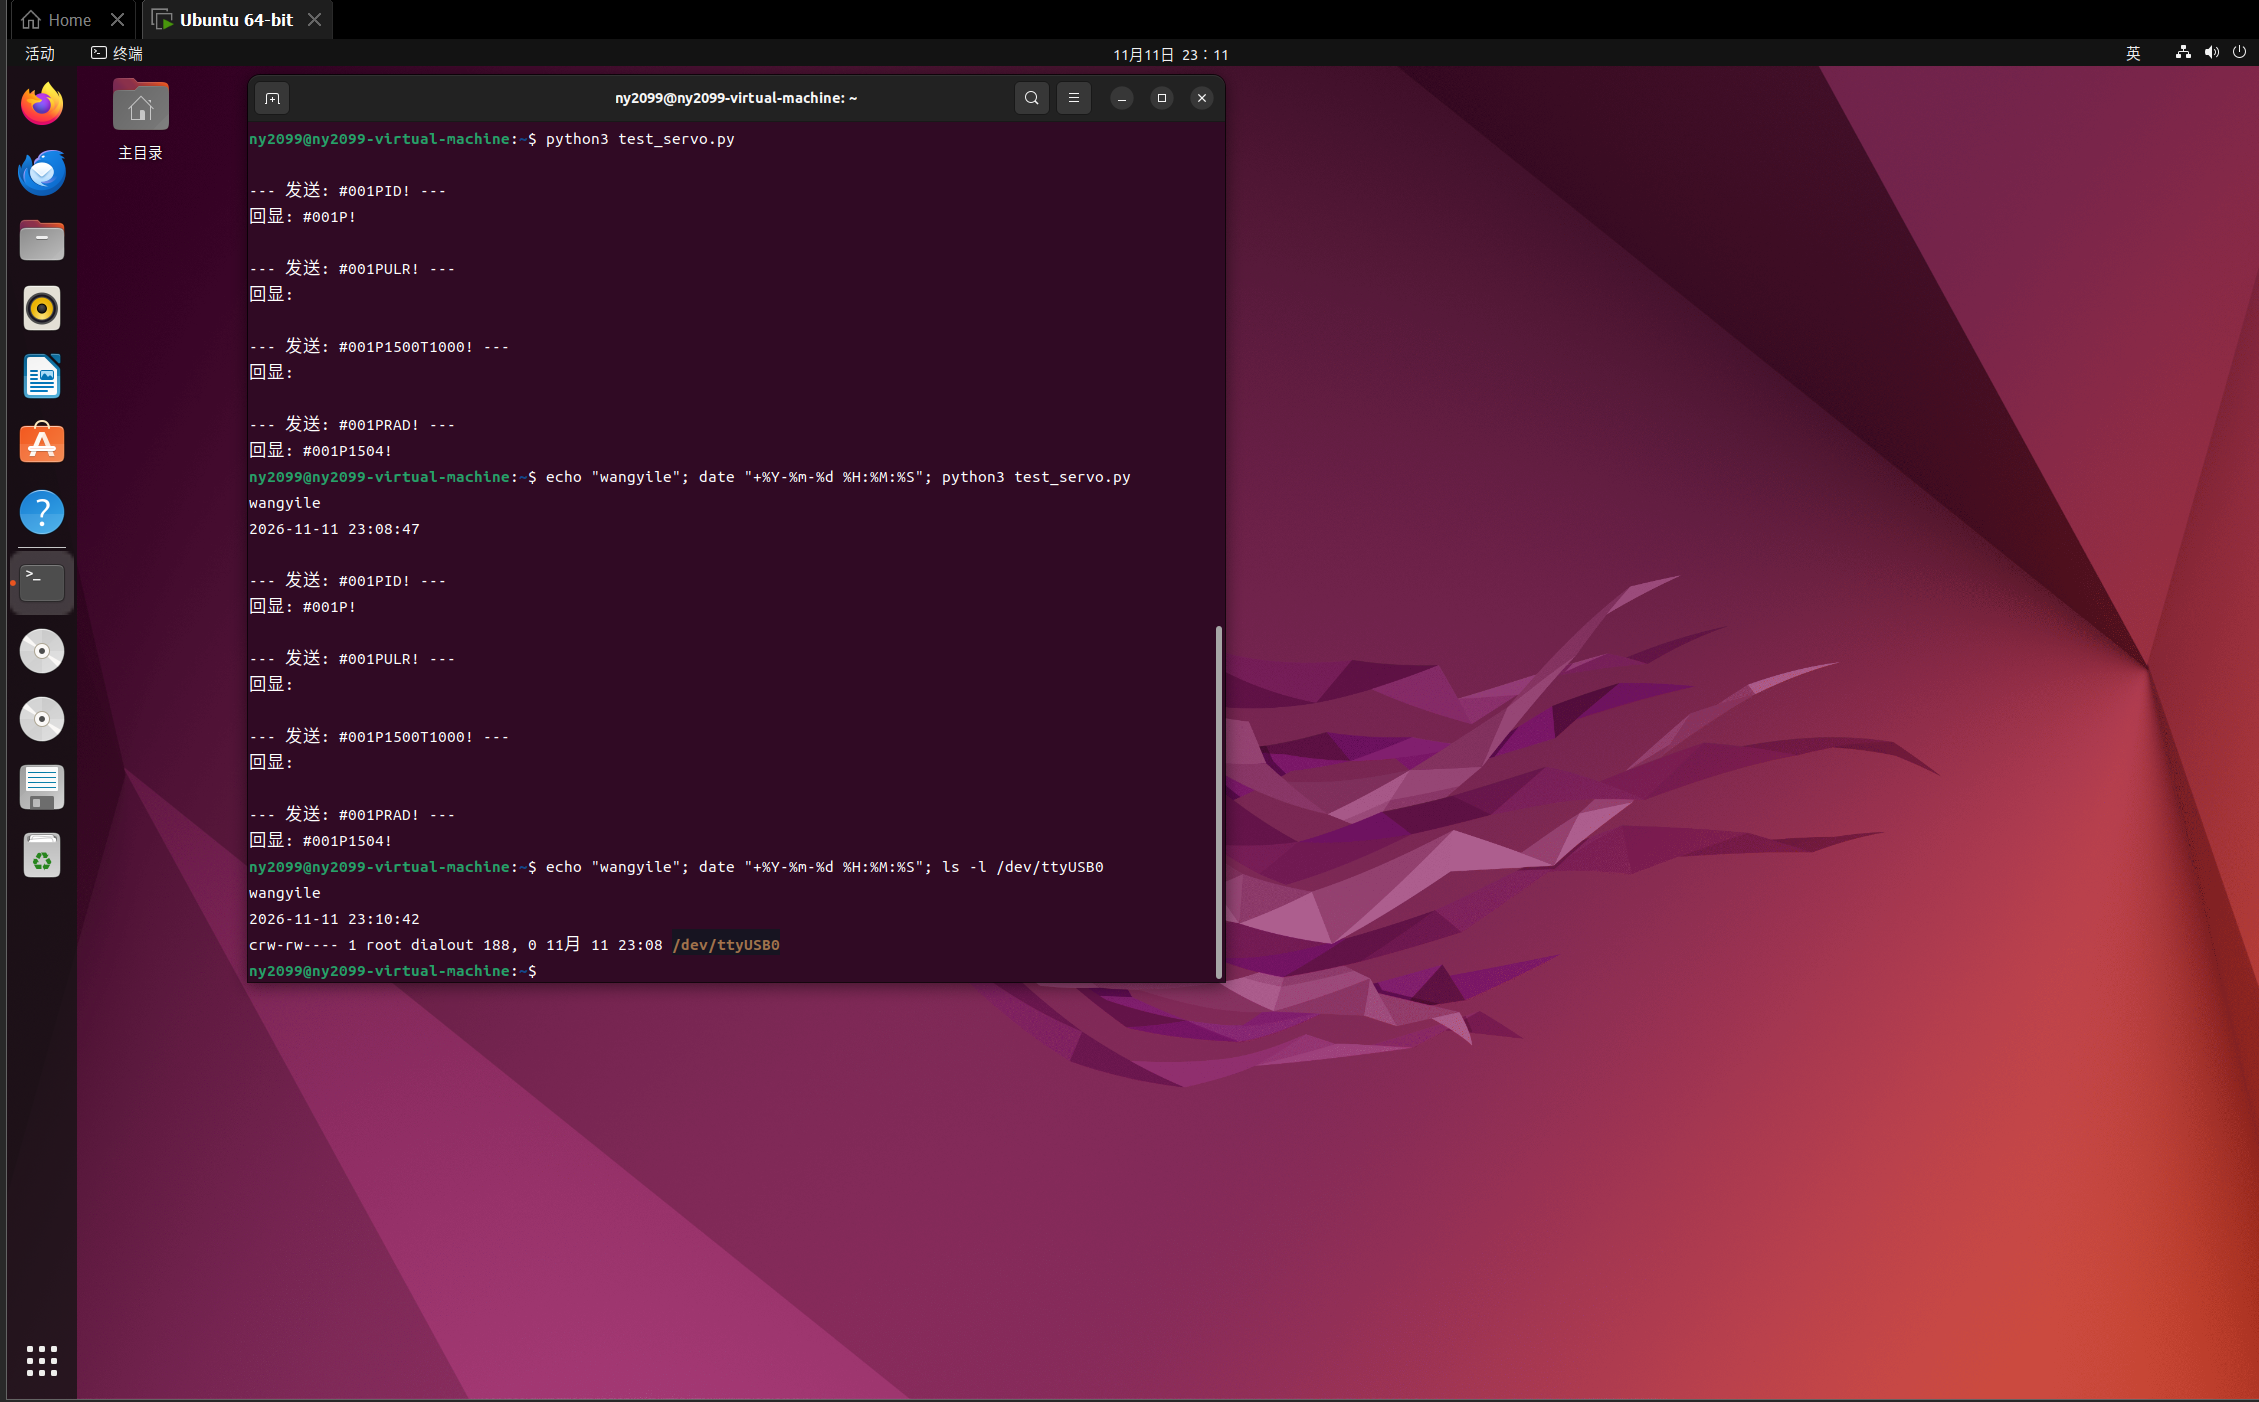 Home
Ubuntu 64-bit
活动
终端
11月11日 23：11
英
主目录
ny2099@ny2099-virtual-machine: ~
ny2099@ny2099-virtual-machine:~$ python3 test_servo.py
--- 发送: #001PID! ---
回显: #001P!
--- 发送: #001PULR! ---
回显:
--- 发送: #001P1500T1000! ---
回显:
--- 发送: #001PRAD! ---
回显: #001P1504!
ny2099@ny2099-virtual-machine:~$ echo "wangyile"; date "+%Y-%m-%d %H:%M:%S"; python3 test_servo.py
wangyile
2026-11-11 23:08:47
--- 发送: #001PID! ---
回显: #001P!
--- 发送: #001PULR! ---
回显:
--- 发送: #001P1500T1000! ---
回显:
--- 发送: #001PRAD! ---
回显: #001P1504!
ny2099@ny2099-virtual-machine:~$ echo "wangyile"; date "+%Y-%m-%d %H:%M:%S"; ls -l /dev/ttyUSB0
wangyile
2026-11-11 23:10:42
crw-rw---- 1 root dialout 188, 0 11月 11 23:08 /dev/ttyUSB0
ny2099@ny2099-virtual-machine:~$